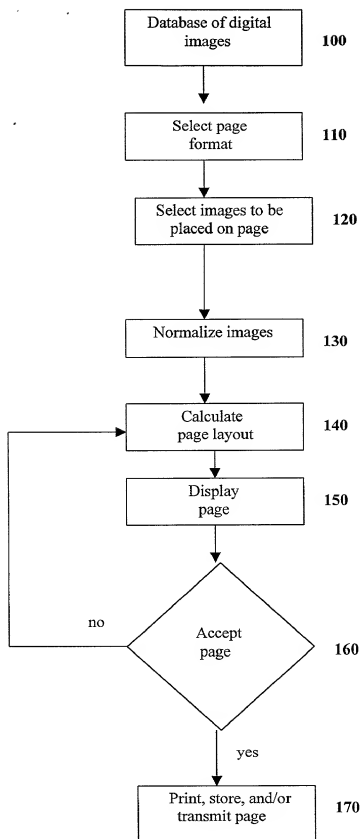 Database of digital
images
100
Select page
format
110
Select images to be
placed on page
120
Normalize images
130
Calculate
page layout
140
Display
page
150
no
Accept
page
160
yes
Print, store, and/or
transmit page
170